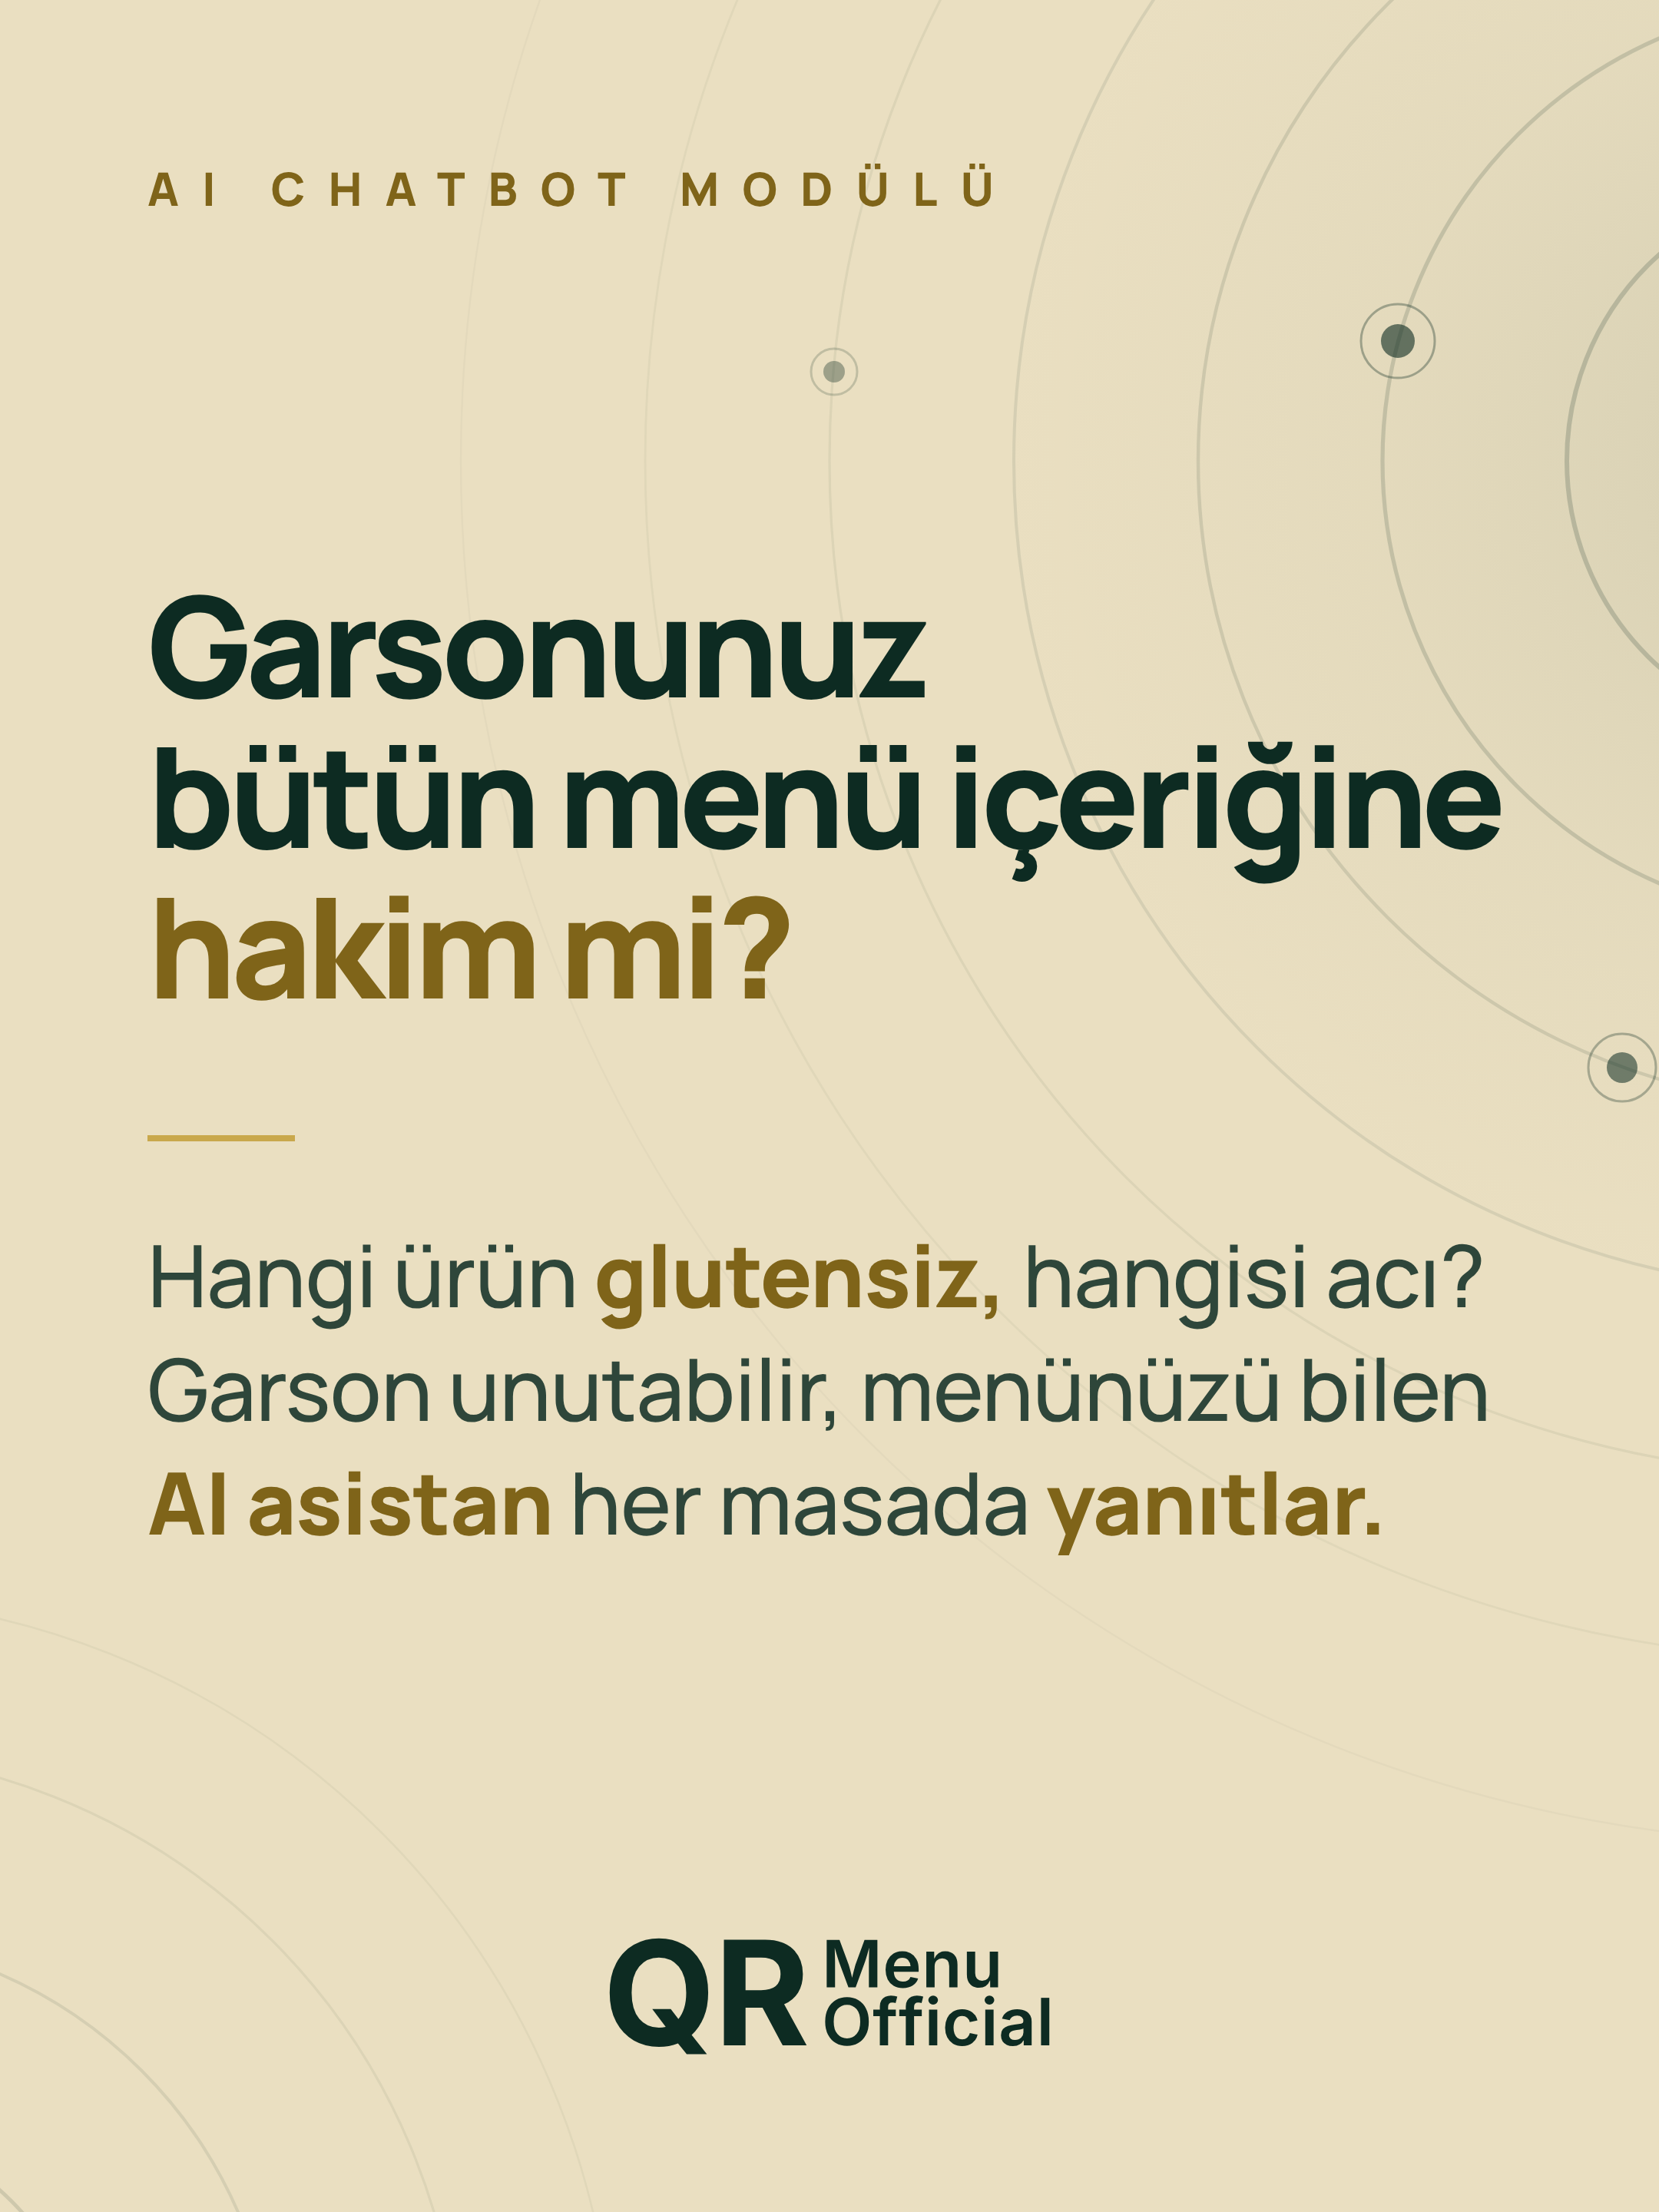 AI CHATBOT MODÜLÜ
Garsonunuz
bütün menü içeriğine
hakim mi?
Hangi ürün glutensiz, hangisi acı?
Garson unutabilir, menünüzü bilen
AI asistan her masada yanıtlar.
QR Menu
Official